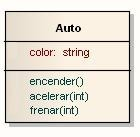 Auto
color: string
encender()
acelerar(int)
frenar(int)